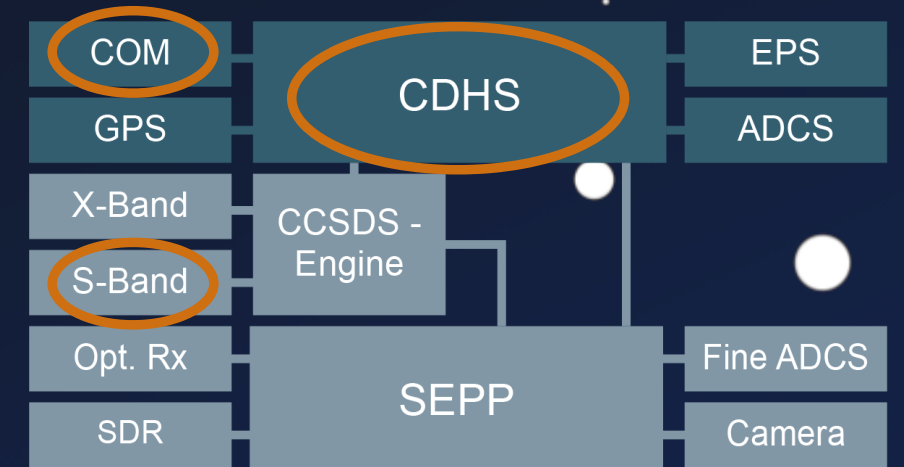 COM
CDHS
EPS
GPS
ADCS
X-Band
CCSDS -
Engine
S-Band
Opt. Rx
SEPP
Fine ADCS
SDR
Camera